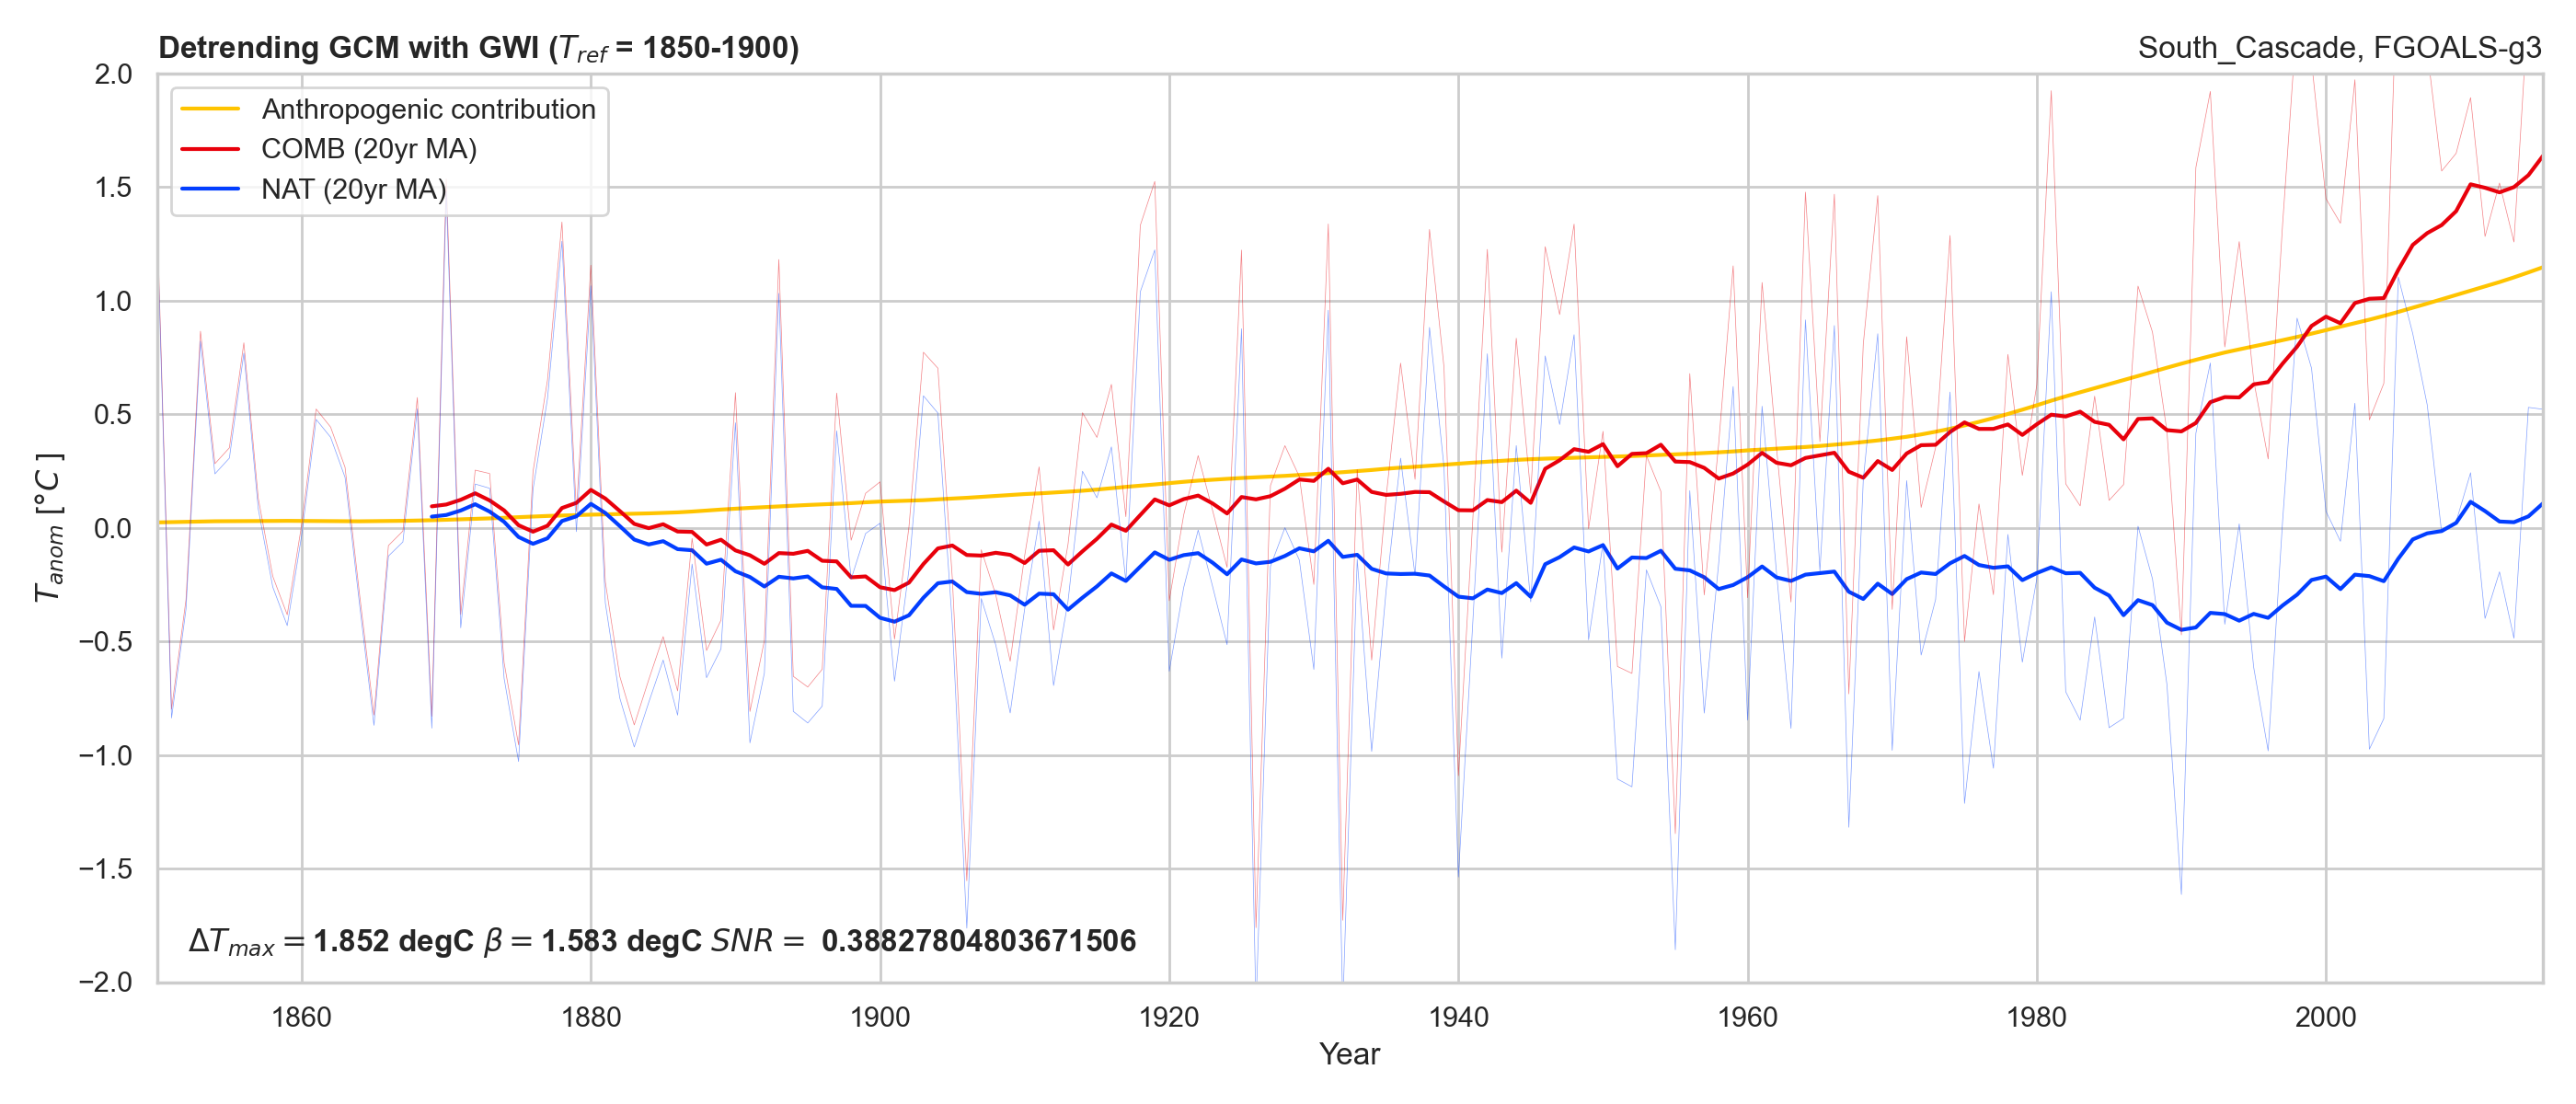 Detrending GCM with GWI (T_ref = 1850-1900)
South_Cascade, FGOALS-g3
Anthropogenic contribution
COMB (20yr MA)
NAT (20yr MA)
T_anom [°C ]
2.0
1.5
1.0
0.5
0.0
−0.5
−1.0
−1.5
−2.0
ΔT_max = 1.852 degC β = 1.583 degC SNR = 0.38827804803671506
1860 1880 1900 1920 1940 1960 1980 2000
Year